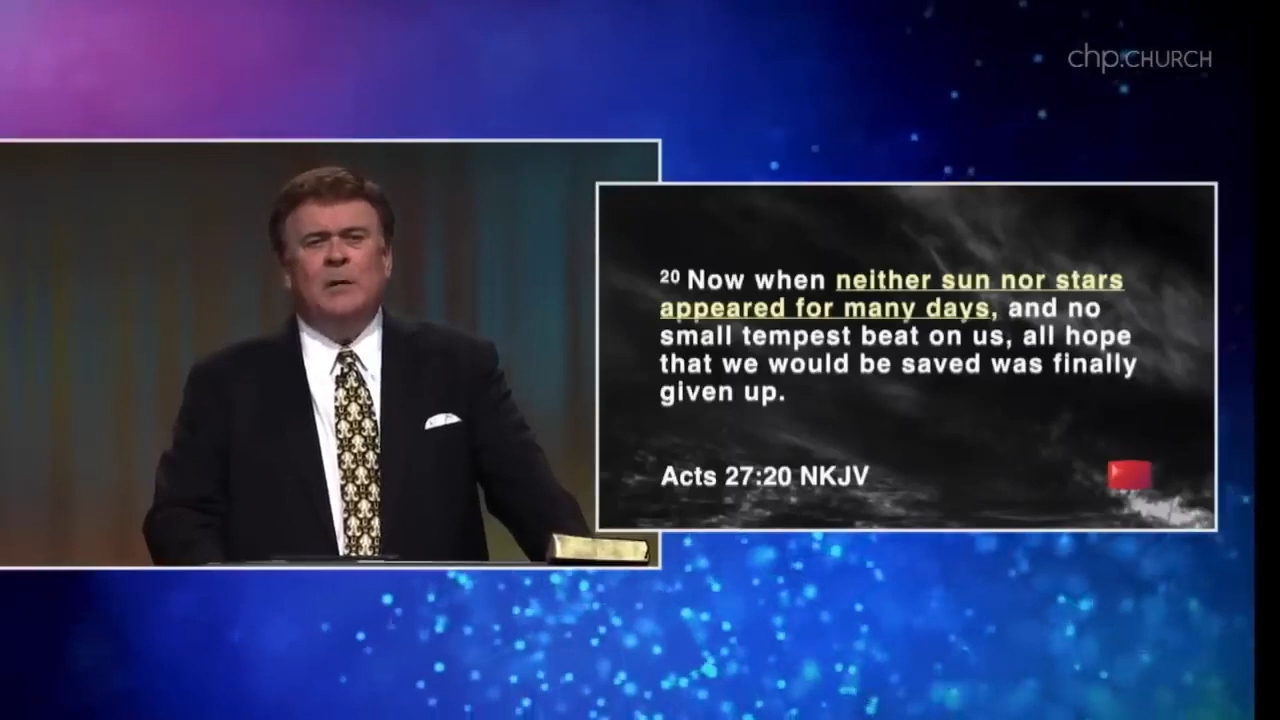 chp.CHURCH
20 Now when neither sun nor stars
appeared for many days, and no
small tempest beat on us, all hope
that we would be saved was finally
given up.
Acts 27:20 NKJV